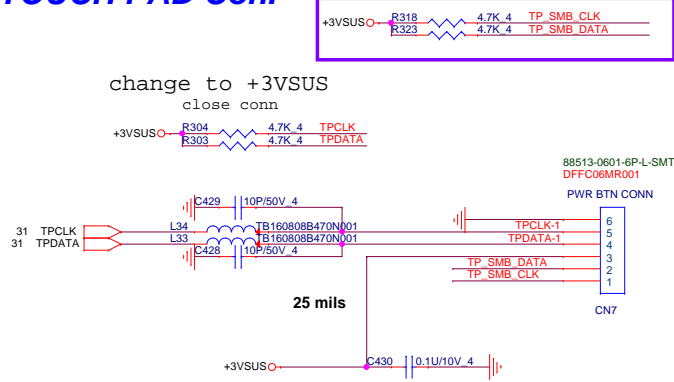 TOUCH PAD Con.
+3VSUS R318 4.7K_4 TP_SMB_CLK
R323 4.7K_4 TP_SMB_DATA
change to +3VSUS
close conn
+3VSUS R304 4.7K_4 TPCLK
R303 4.7K_4 TPDATA
88513-0601-6P-L-SMT
DFFC06MR001
PWR BTN CONN
C429 10P/50V_4
6
31 TPCLK L34 TB160808B470N001 TPCLK-1 5
31 TPDATA L33 TB160808B470N001 TPDATA-1 4
C428 10P/50V_4
3
TP_SMB_DATA 2
TP_SMB_CLK 1
25 mils
CN7
+3VSUS C430 0.1U/10V_4